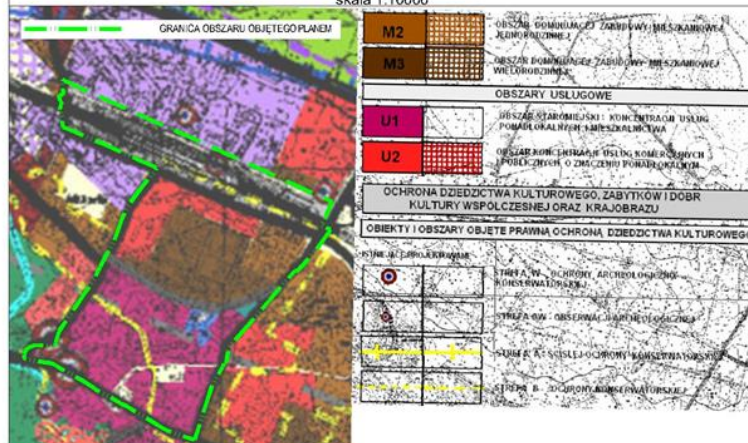 skala 1:10000
GRANICA OBSZARU OBJĘTEGO PLANEM
M2
OBSZAR DOMINUJĄCEJ ZABUDOWY MIESZKANIOWEJ
JEDNORODZINNEJ
M3
OBSZAR DOMINUJĄCEJ ZABUDOWY MIESZKANIOWEJ
WIELORODZINNEJ
OBSZARY USŁUGOWE
U1
OBSZAR STAROMIEJSKI: KONCENTRACJI USŁUG
PONADLOKALNYCH I MIESZKALNICTWA
U2
OBSZAR KONCENTRACJI USŁUG KOMERCYJNYCH
I PUBLICZNYCH, O ZNACZENIU PONADLOKALNYM
OCHRONA DZIEDZICTWA KULTUROWEGO, ZABYTKÓW I DÓBR
KULTURY WSPÓŁCZESNEJ ORAZ KRAJOBRAZU
OBIEKTY I OBSZARY OBJĘTE PRAWNĄ OCHRONĄ DZIEDZICTWA KULTUROWEGO
ISTNIEJĄCE PROJEKTOWANE
STREFA W - OCHRONY ARCHEOLOGICZNO-
KONSERWATORSKIEJ
STREFA OW - OBSERWACJI ARCHEOLOGICZNEJ
STREFA A - ŚCISŁEJ OCHRONY KONSERWATORSKIEJ
STREFA B - OCHRONY KONSERWATORSKIEJ